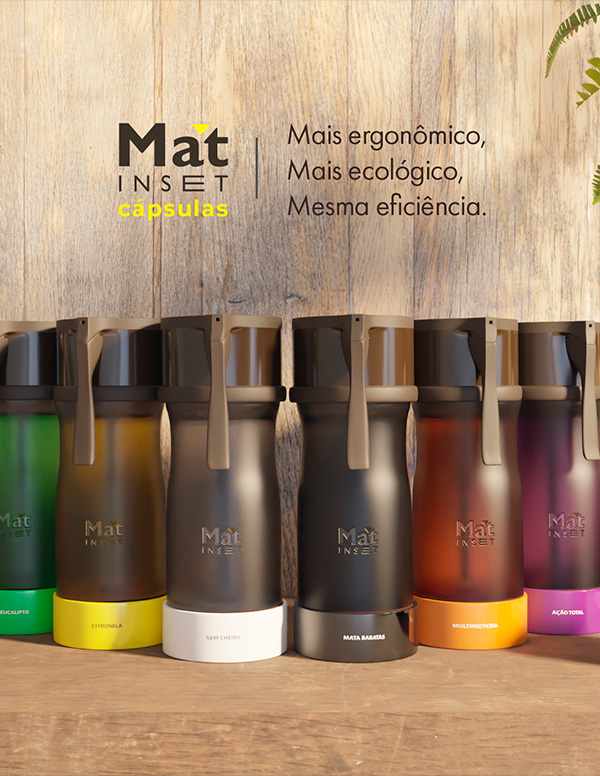 Mat
INSET
cápsulas
Mais ergonômico,
Mais ecológico,
Mesma eficiência.
Mat
INSET
Mat
INSET
Mat
INSET
Mat
INSET
Mat
INSET
Mat
INSET
EUCALIPTO
CITRONELA
SEM CHEIRO
MATA BARATAS
MULTINSETICIDA
AÇÃO TOTAL